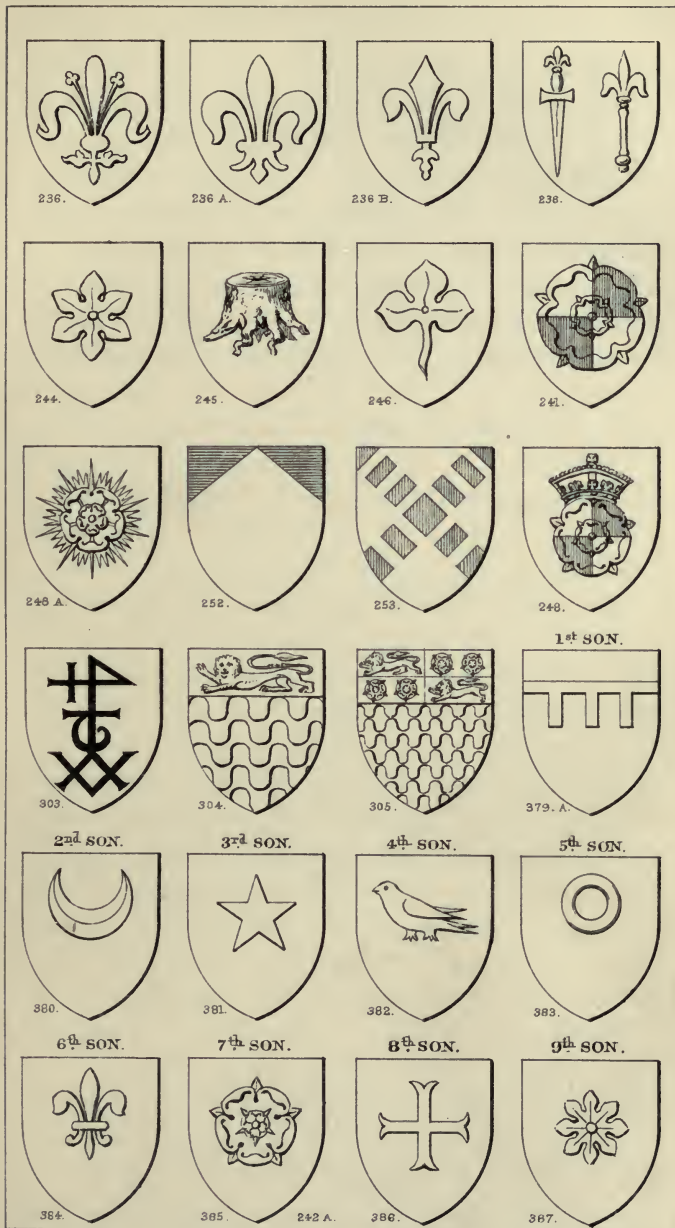 236.
236 A.
236 B.
238.
244.
245.
246.
241.
248 A.
252.
253.
248.
1st SON.
303.
304.
305.
379. A.
2nd SON.
3rd SON.
4th SON.
5th SON.
380.
381.
382.
383.
6th SON.
7th SON.
8th SON.
9th SON.
384.
385.
242 A.
386.
387.